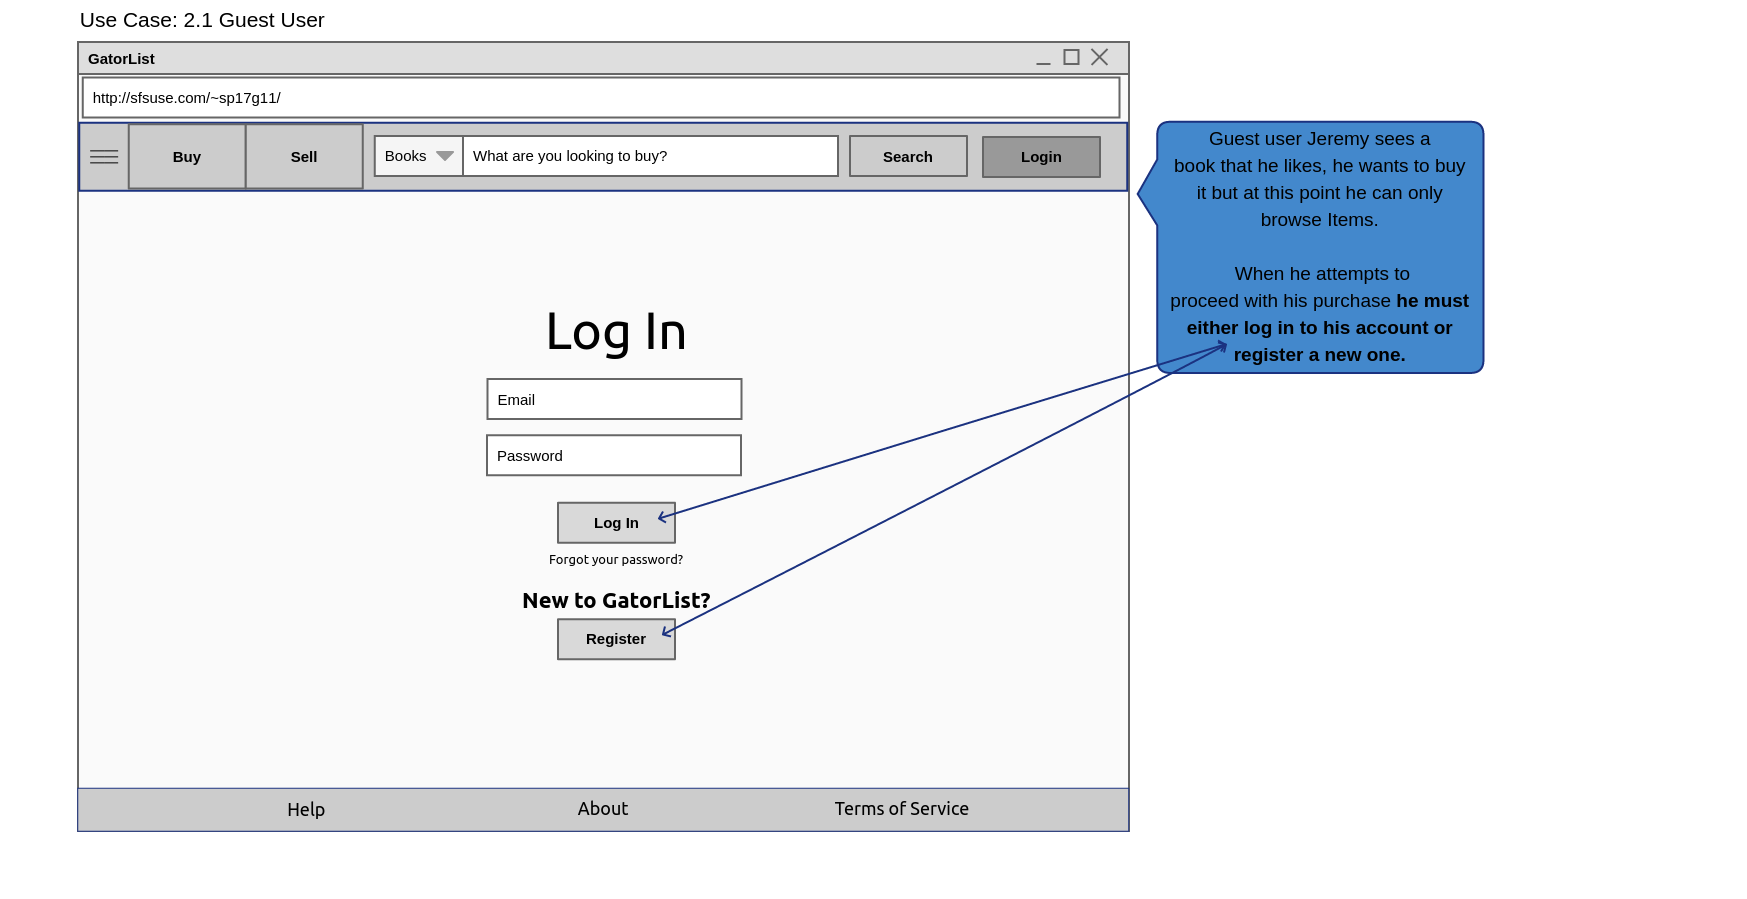 Use Case: 2.1 Guest User
GatorList
http://sfsuse.com/~sp17g11/
Buy
Sell
Books
What are you looking to buy?
Search
Login
Guest user Jeremy sees a
book that he likes, he wants to buy
it but at this point he can only
browse Items.
When he attempts to
proceed with his purchase he must
either log in to his account or
register a new one.
Log In
Email
Password
Log In
Forgot your password?
New to GatorList?
Register
Help
About
Terms of Service